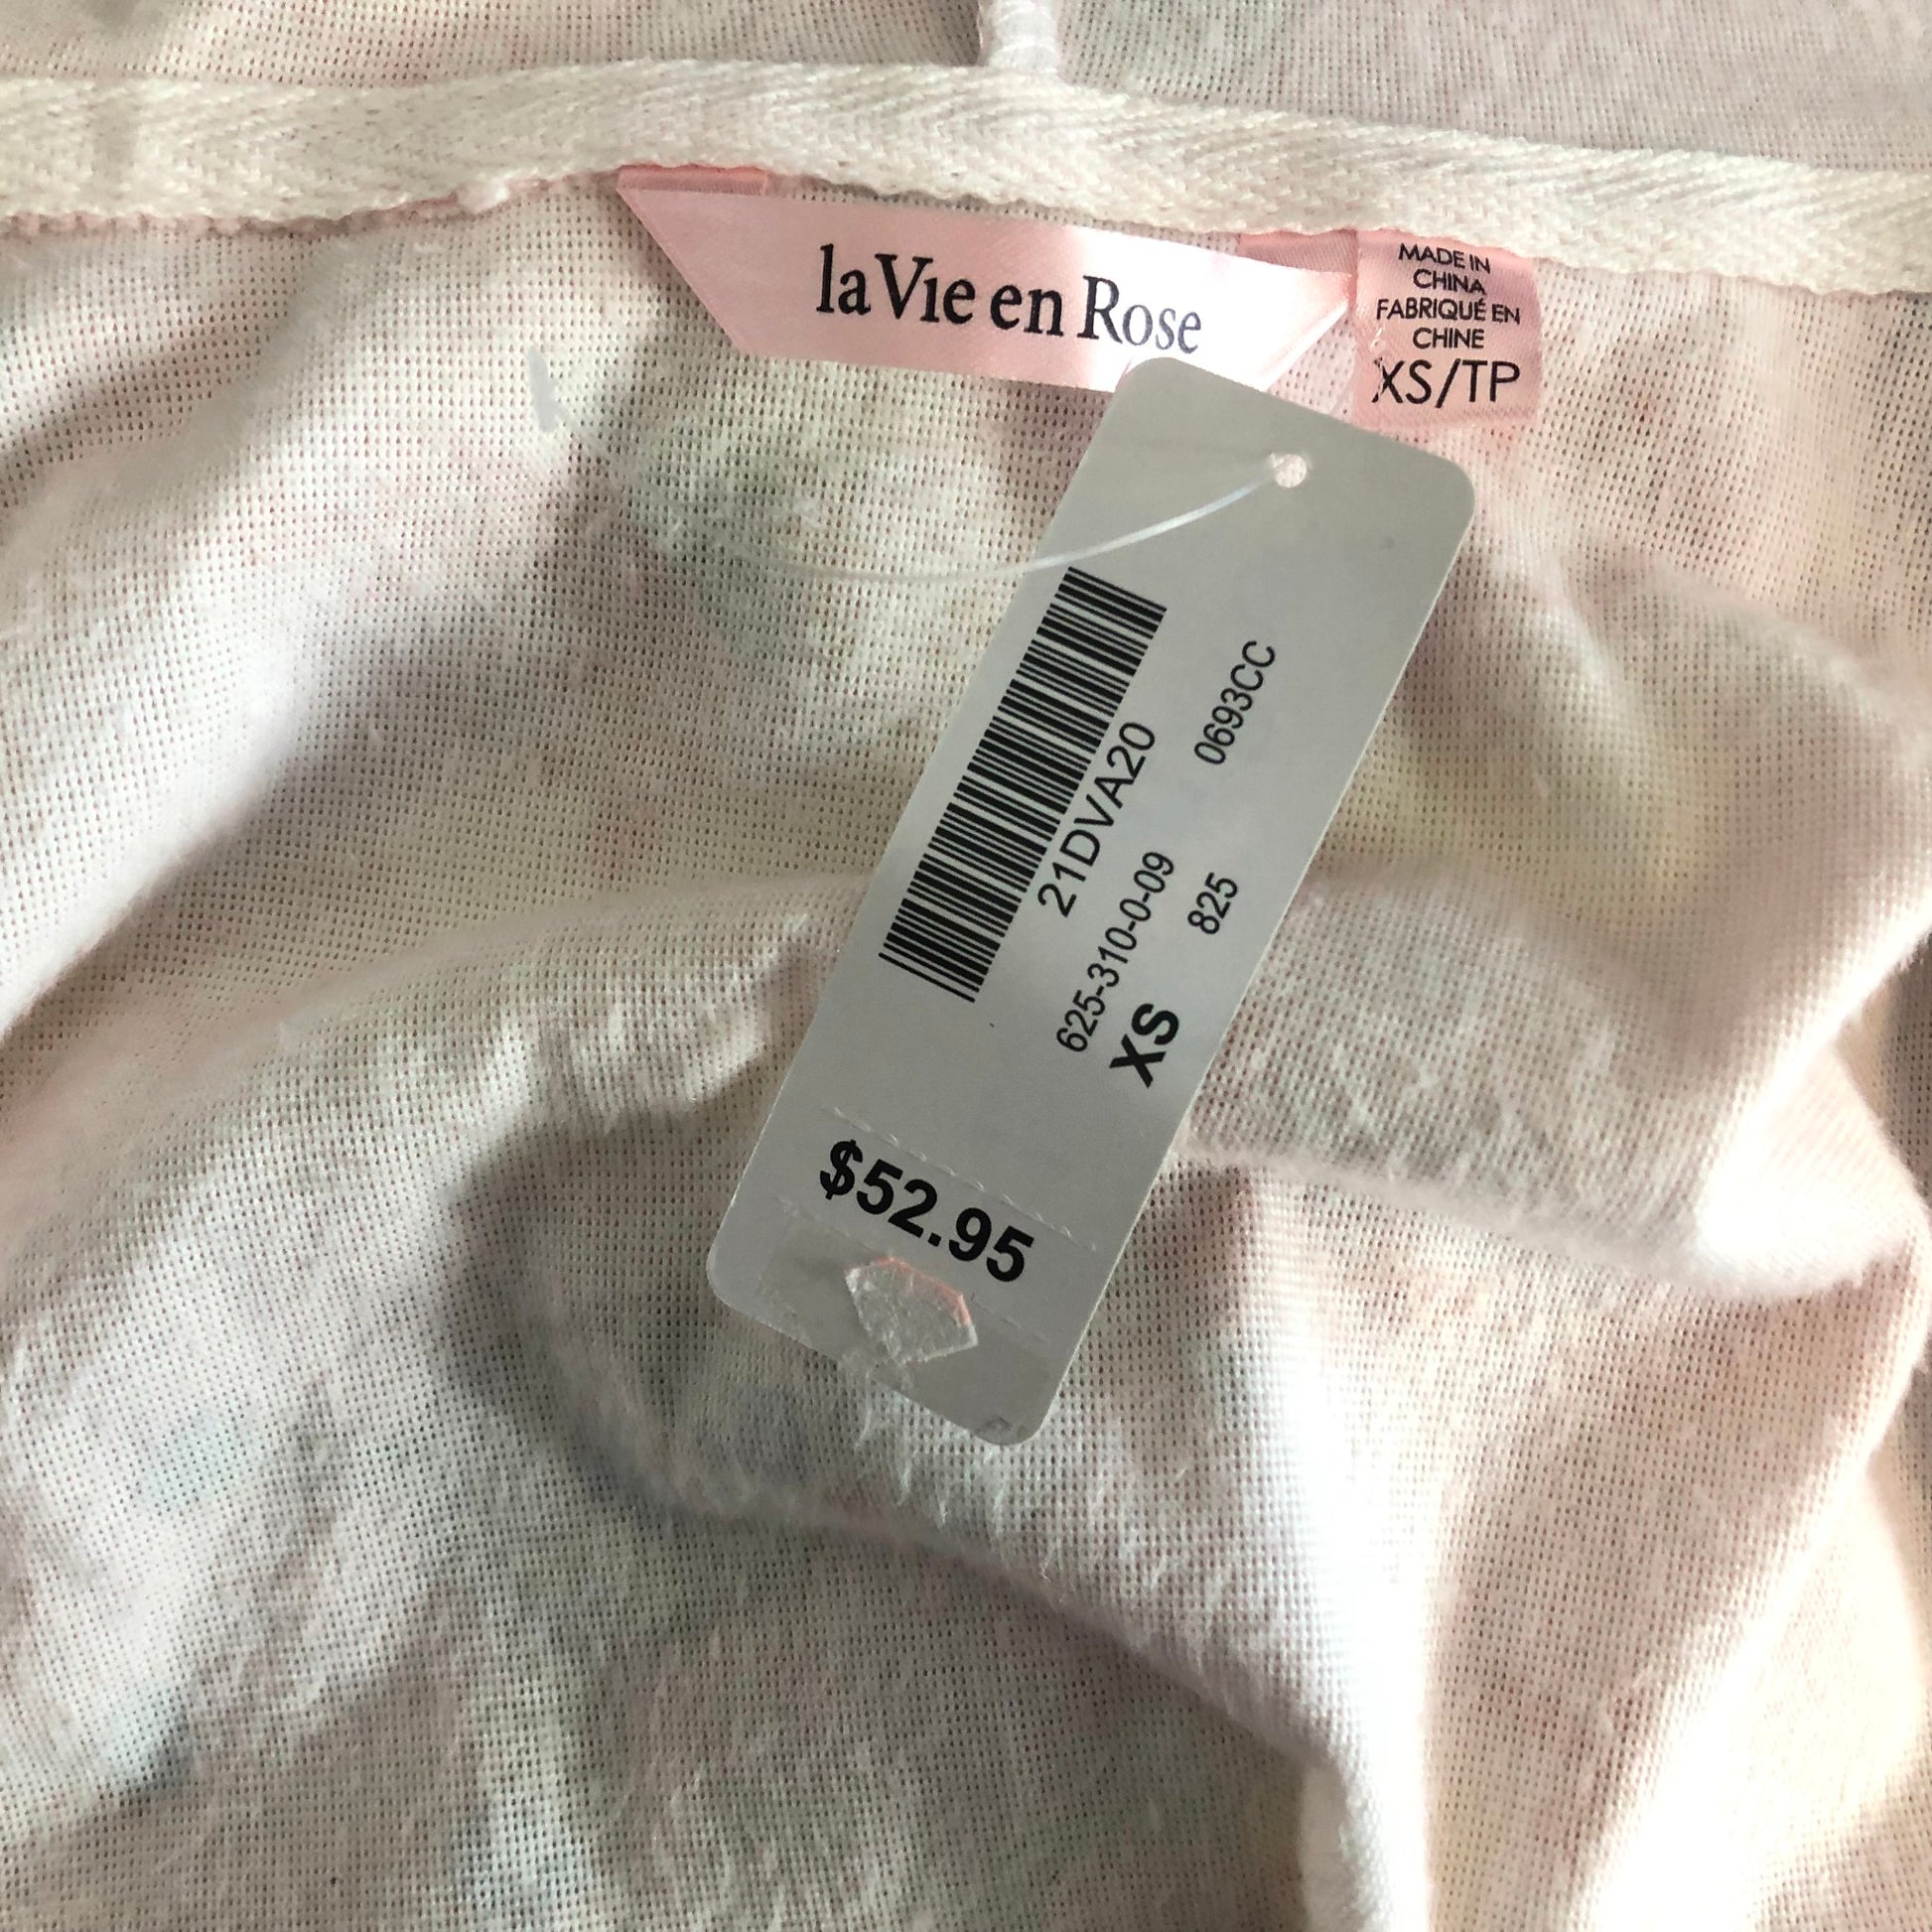 la Vie en Rose
MADE IN
CHINA
FABRIQUÉ EN
CHINE
XS/TP
21DVA20
625-310-0-09 0693CC
XS 825
$52.95